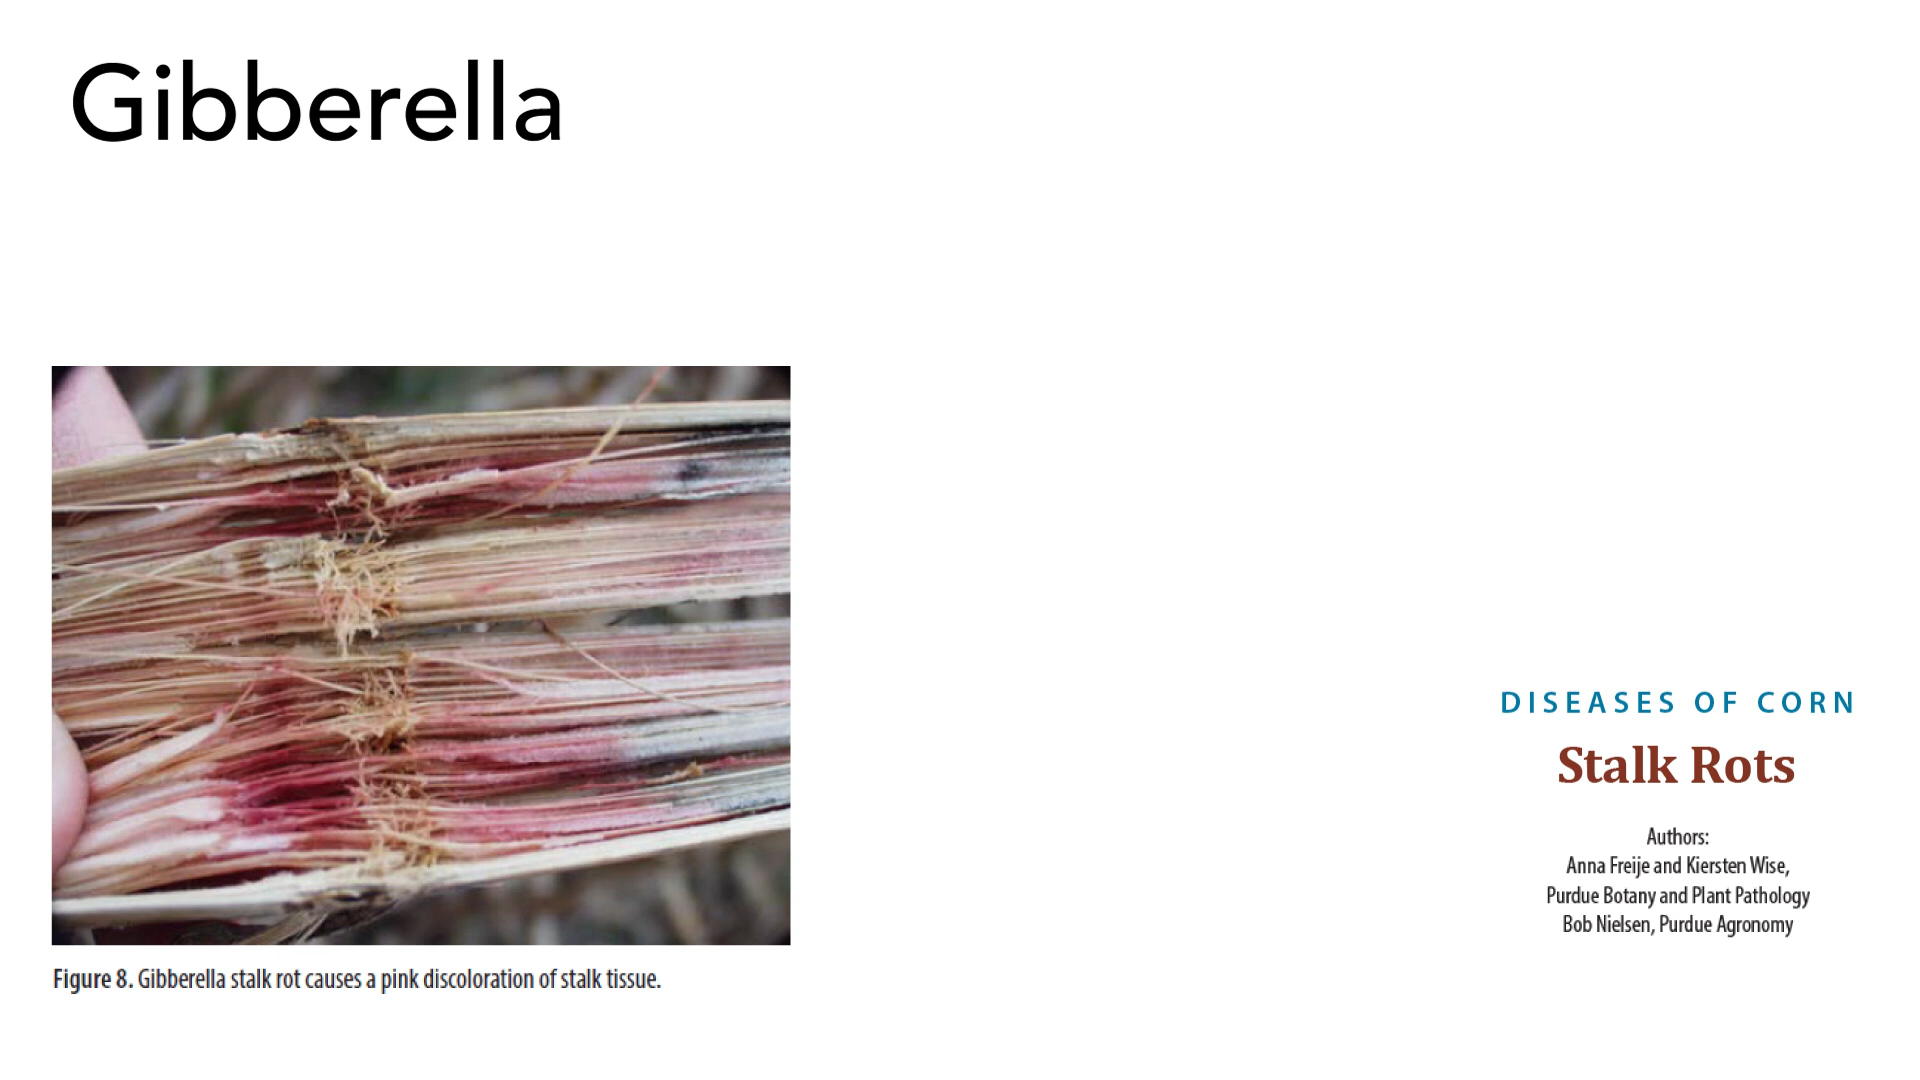 Gibberella
Figure 8. Gibberella stalk rot causes a pink discoloration of stalk tissue.
DISEASES OF CORN
Stalk Rots
Authors:
Anna Freije and Kiersten Wise,
Purdue Botany and Plant Pathology
Bob Nielsen, Purdue Agronomy